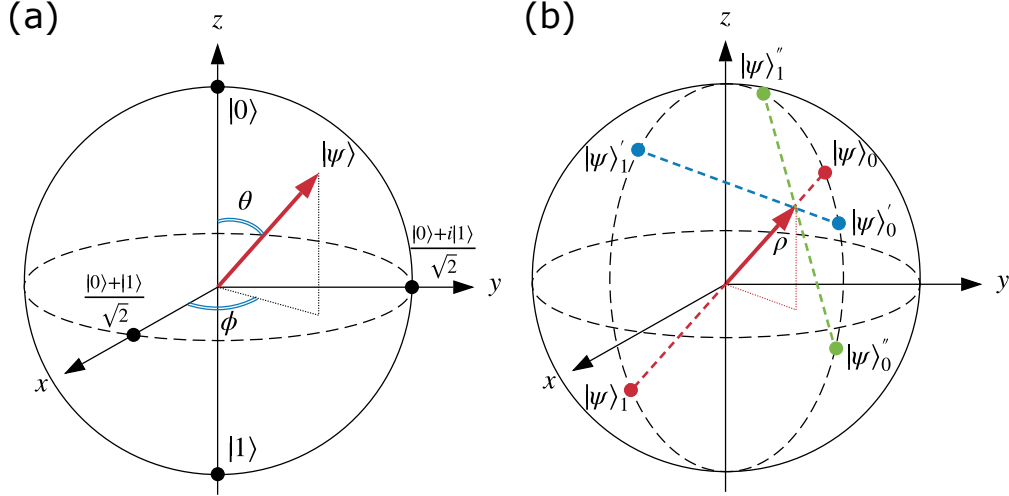 (a)
z
|0⟩
|ψ⟩
θ
|0⟩+i|1⟩
√2
y
|0⟩+|1⟩
√2
ϕ
x
|1⟩
(b)
z
|ψ⟩₁″
|ψ⟩₁′
|ψ⟩₀
|ψ⟩₀′
ρ
y
x
|ψ⟩₀″
|ψ⟩₁
z